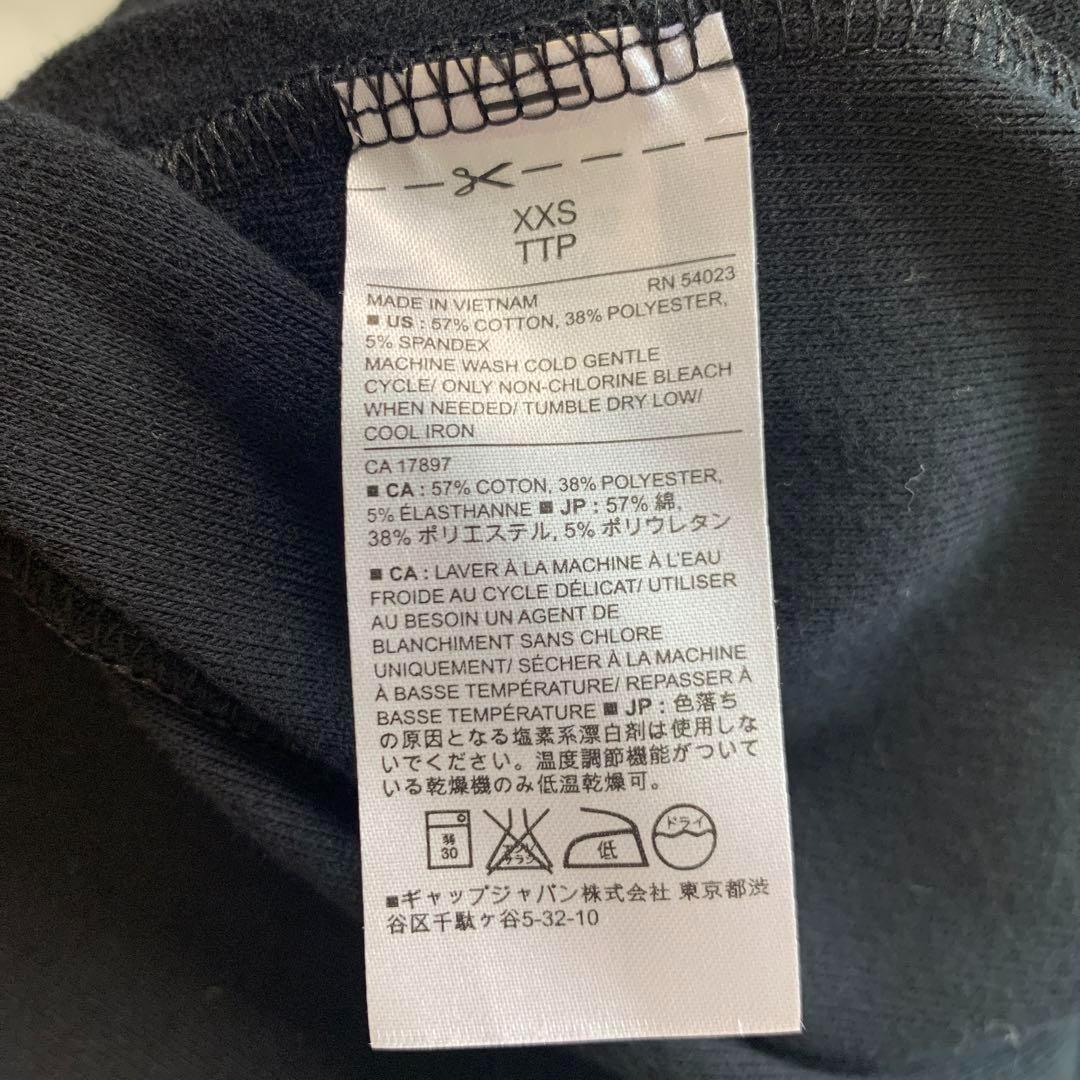 XXS
TTP
RN 54023
MADE IN VIETNAM
■ US : 57% COTTON, 38% POLYESTER,
5% SPANDEX
MACHINE WASH COLD GENTLE
CYCLE/ ONLY NON-CHLORINE BLEACH
WHEN NEEDED/ TUMBLE DRY LOW/
COOL IRON
CA 17897
■ CA : 57% COTON, 38% POLYESTER,
5% ÉLASTHANNE ■ JP : 57% 綿,
38% ポリエステル, 5% ポリウレタン
■ CA : LAVER À LA MACHINE À L'EAU
FROIDE AU CYCLE DÉLICAT/ UTILISER
AU BESOIN UN AGENT DE
BLANCHIMENT SANS CHLORE
UNIQUEMENT/ SÉCHER À LA MACHINE
À BASSE TEMPÉRATURE/ REPASSER À
BASSE TEMPÉRATURE ■ JP : 色落ち
の原因となる塩素系漂白剤は使用しな
いでください。温度調節機能がついて
いる乾燥機のみ低温乾燥可。
弱
30
エンソ
サラシ
低
ドライ
■ギャップジャパン株式会社 東京都渋
谷区千駄ヶ谷5-32-10